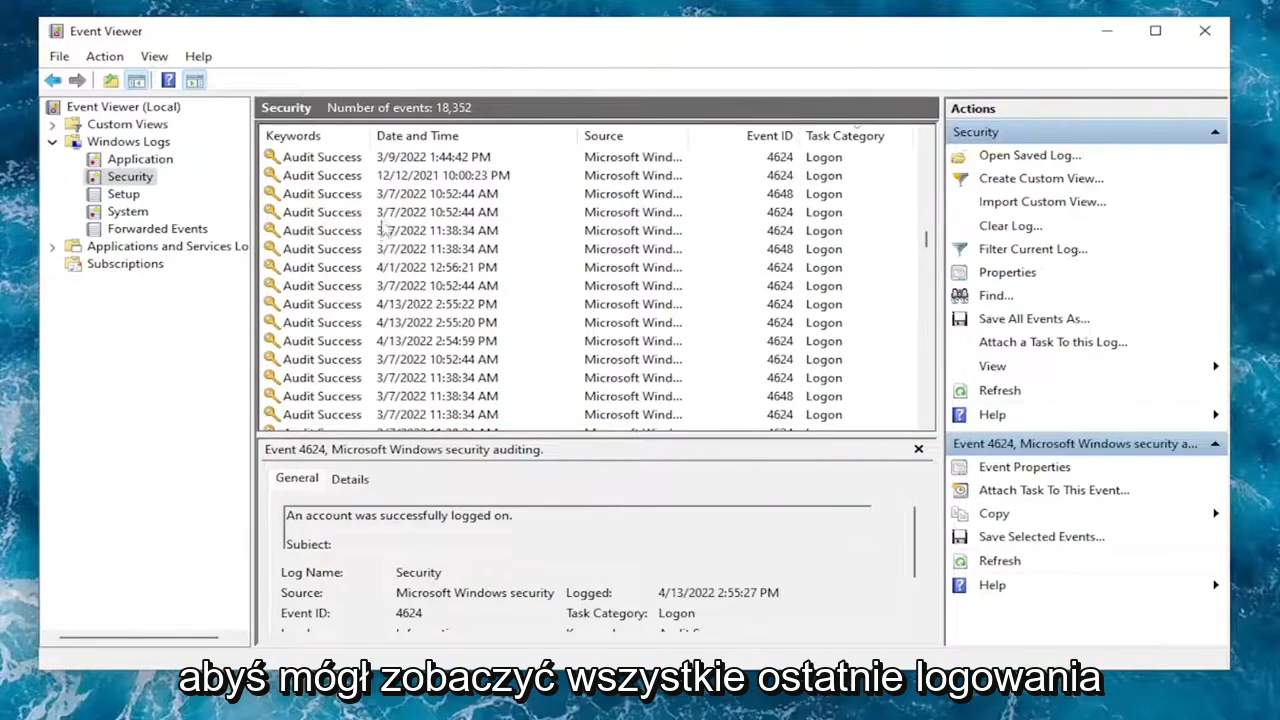 Event Viewer
File Action View Help
Event Viewer (Local)
Custom Views
Windows Logs
Application
Security
Setup
System
Forwarded Events
Applications and Services Lo
Subscriptions
Security Number of events: 18,352
Keywords Date and Time Source Event ID Task Category
Audit Success 3/9/2022 1:44:42 PM Microsoft Wind... 4624 Logon
Audit Success 12/12/2021 10:00:23 PM Microsoft Wind... 4624 Logon
Audit Success 3/7/2022 10:52:44 AM Microsoft Wind... 4648 Logon
Audit Success 3/7/2022 10:52:44 AM Microsoft Wind... 4624 Logon
Audit Success 3/7/2022 11:38:34 AM Microsoft Wind... 4624 Logon
Audit Success 3/7/2022 11:38:34 AM Microsoft Wind... 4648 Logon
Audit Success 4/1/2022 12:56:21 PM Microsoft Wind... 4624 Logon
Audit Success 3/7/2022 10:52:44 AM Microsoft Wind... 4624 Logon
Audit Success 4/13/2022 2:55:22 PM Microsoft Wind... 4624 Logon
Audit Success 4/13/2022 2:55:20 PM Microsoft Wind... 4624 Logon
Audit Success 4/13/2022 2:54:59 PM Microsoft Wind... 4624 Logon
Audit Success 3/7/2022 10:52:44 AM Microsoft Wind... 4624 Logon
Audit Success 3/7/2022 11:38:34 AM Microsoft Wind... 4624 Logon
Audit Success 3/7/2022 11:38:34 AM Microsoft Wind... 4648 Logon
Audit Success 3/7/2022 11:38:34 AM Microsoft Wind... 4624 Logon
Event 4624, Microsoft Windows security auditing.
General Details
An account was successfully logged on.
Subject:
Log Name: Security
Source: Microsoft Windows security Logged: 4/13/2022 2:55:27 PM
Event ID: 4624 Task Category: Logon
Actions
Security
Open Saved Log...
Create Custom View...
Import Custom View...
Clear Log...
Filter Current Log...
Properties
Find...
Save All Events As...
Attach a Task To this Log...
View
Refresh
Help
Event 4624, Microsoft Windows security a...
Event Properties
Attach Task To This Event...
Copy
Save Selected Events...
Refresh
Help
abyś mógł zobaczyć wszystkie ostatnie logowania